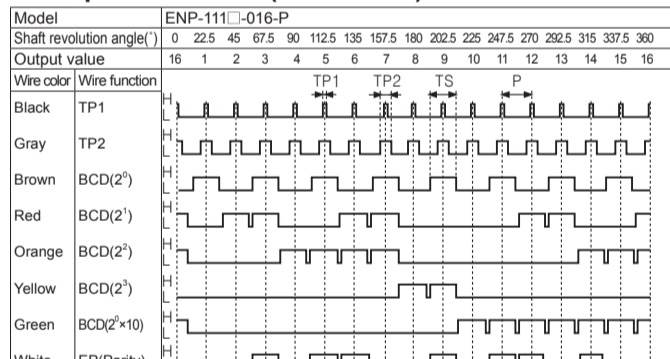 Model ENP-111□-016-P
Shaft revolution angle(°) 0 22.5 45 67.5 90 112.5 135 157.5 180 202.5 225 247.5 270 292.5 315 337.5 360
Output value 16 1 2 3 4 5 6 7 8 9 10 11 12 13 14 15 16
Wire color Wire function TP1 TP2 TS P
Black TP1 H L
Gray TP2 H L
Brown BCD(2⁰) H L
Red BCD(2¹) H L
Orange BCD(2²) H L
Yellow BCD(2³) H L
Green BCD(2⁰×10) H L
White EP(Parity) H